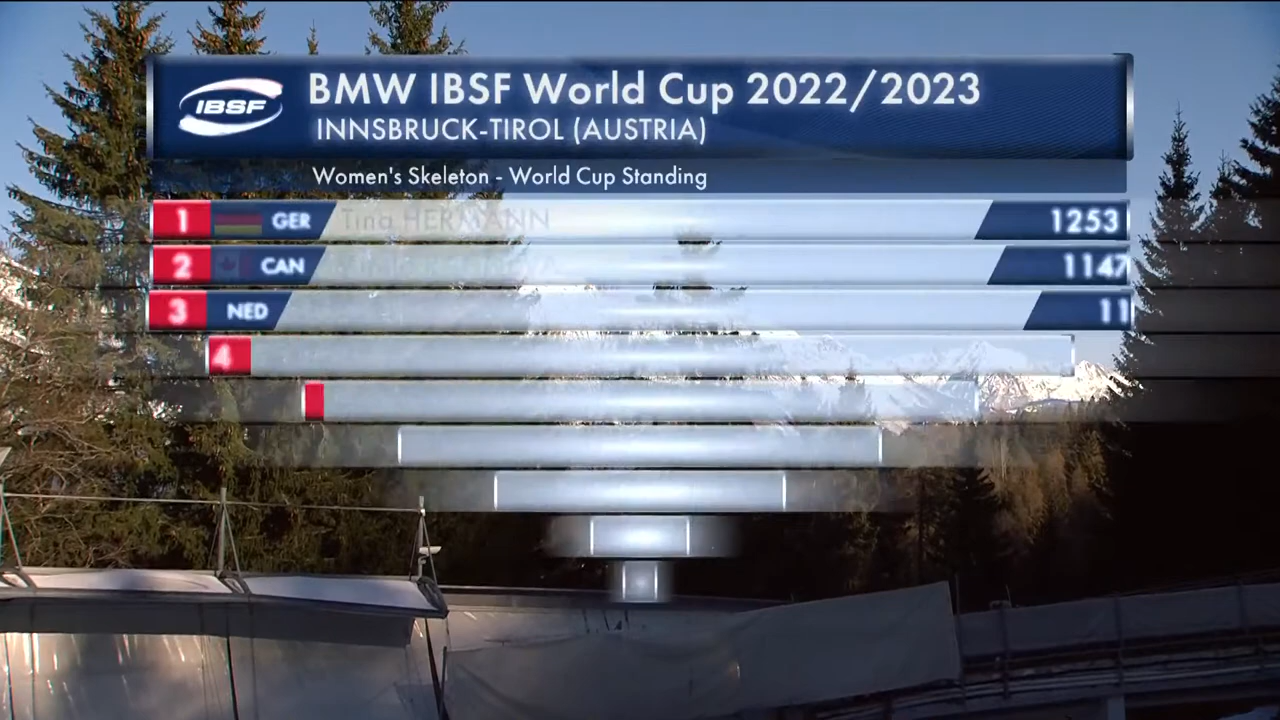 IBSF
BMW IBSF World Cup 2022/2023
INNSBRUCK-TIROL (AUSTRIA)
Women's Skeleton - World Cup Standing
1 GER Tina HERMANN 1253
2 CAN 1147
3 NED 11
4